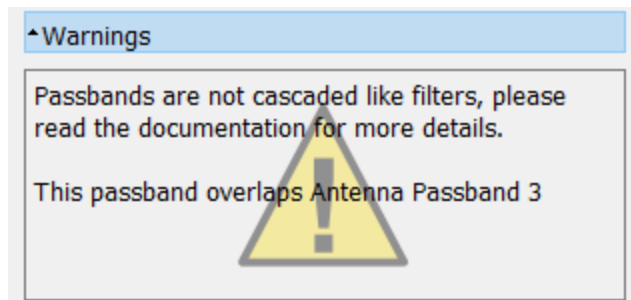 Warnings
Passbands are not cascaded like filters, please
read the documentation for more details.
This passband overlaps Antenna Passband 3